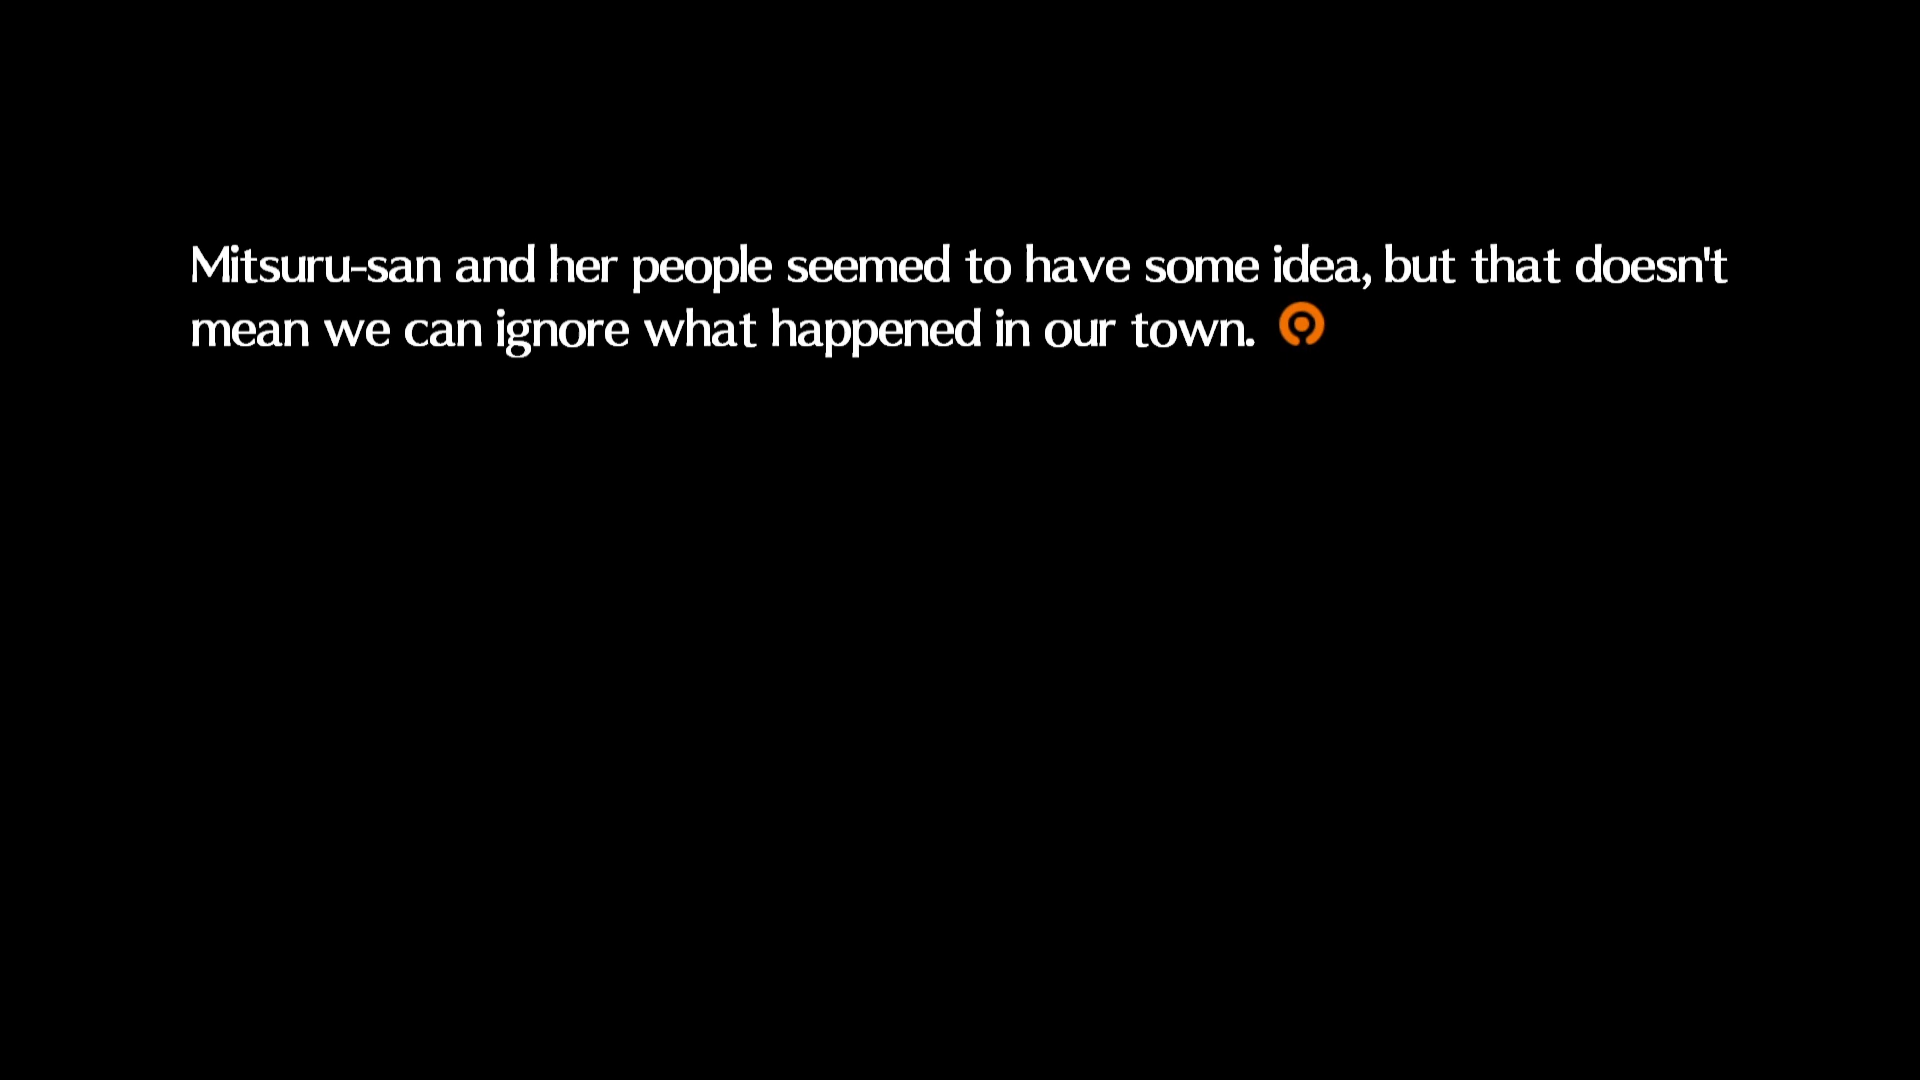 Mitsuru-san and her people seemed to have some idea, but that doesn't
mean we can ignore what happened in our town.